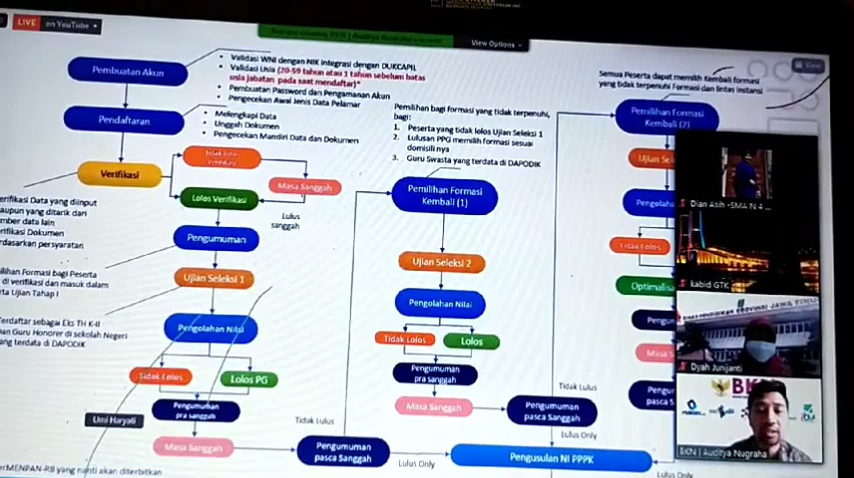 LIVE on YouTube
View Options
View
Pembuatan Akun
Validasi WNI dengan NIK Integrasi dengan DUKCAPIL
Validasi Usia (20-59 tahun atau 1 tahun sebelum batas
usia jabatan pada saat mendaftar)*
Pembuatan Password dan Pengamanan Akun
Pengecekan Awal Jenis Data Pelamar
Pendaftaran
Melengkapi Data
Unggah Dokumen
Pengecekan Mandiri Data dan Dokumen
Verifikasi
Masa Sanggah
Lolos Verifikasi
Lulus
sanggah
Pengumuman
Ujian Seleksi 1
Pengolahan Nilai
Tidak Lolos
Lolos PG
Pengumuman
pra sanggah
Umi Haryati
Masa Sanggah
Tidak Lulus
Pengumuman
pasca Sanggah
Lulus Only
erifikasi Data yang diinput
aupun yang ditarik dari
mber data lain
rifikasi Dokumen
rdasarkan persyaratan
ilihan Formasi bagi Peserta
di verifikasi dan masuk dalam
rta Ujian Tahap I
erdaftar sebagai Eks TH K-II
an Guru Honorer di sekolah Negeri
ang terdata di DAPODIK
erMENPAN-RB yang nanti akan diterbitkan
Pemilihan bagi formasi yang tidak terpenuhi,
bagi:
1. Peserta yang tidak lolos Ujian Seleksi 1
2. Lulusan PPG memilih formasi sesuai
domisili nya
3. Guru Swasta yang terdata di DAPODIK
Pemilihan Formasi
Kembali (1)
Ujian Seleksi 2
Pengolahan Nilai
Tidak Lolos
Lolos
Pengumuman
pra sanggah
Masa Sanggah
Tidak Lulus
Pengumuman
pasca Sanggah
Lulus Only
Pengusulan NI PPPK
Semua Peserta dapat memilih Kembali formasi
yang tidak terpenuhi Formasi dan lintas instansi
Pemilihan Formasi
Kembali (2)
Ujian Se
Pengolaha
Tidak Lolos
Optimalisa
Pengu
Masa S
Pengu
pasca S
Lulus Only
Dian Asih -SMA N 4 ...
kabid GTK
Dyah Junijanti
BKN | Auditya Nugraha